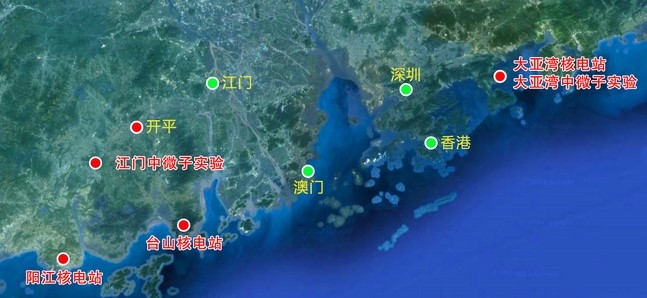 大亚湾核电站
大亚湾中微子实验
深圳
江门
开平
香港
江门中微子实验
澳门
台山核电站
阳江核电站